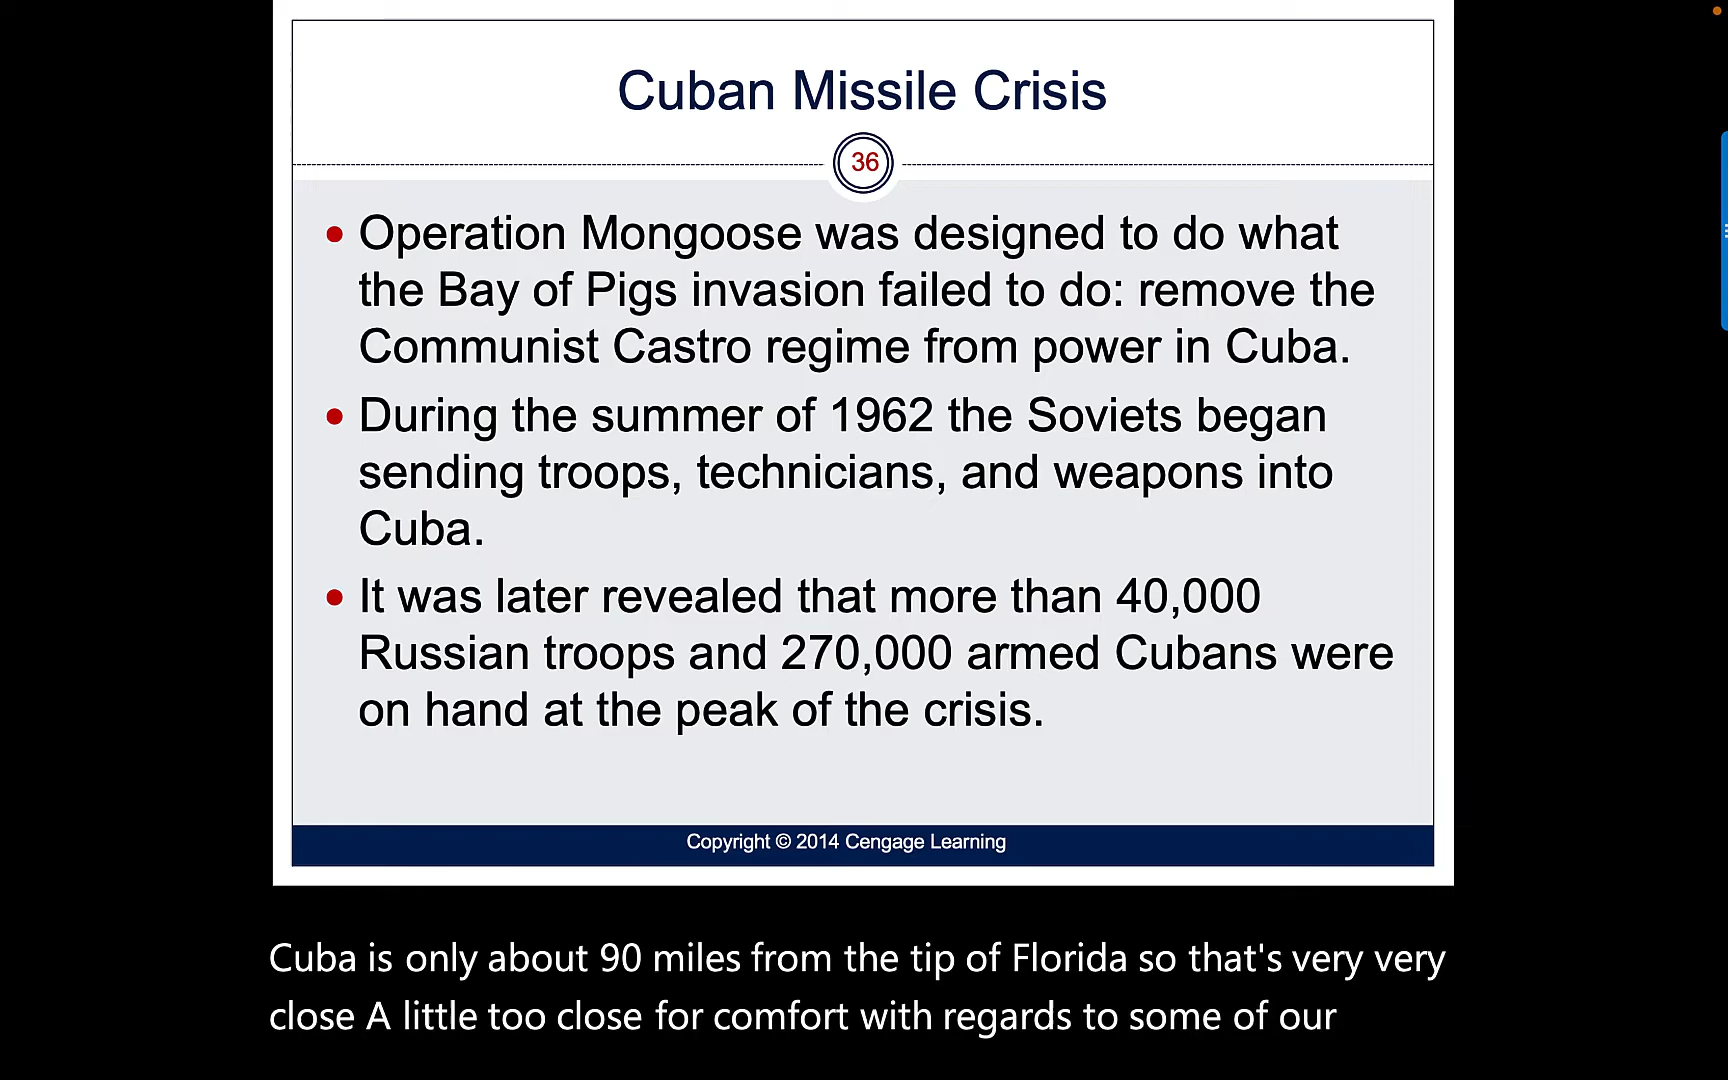 Cuban Missile Crisis
36
• Operation Mongoose was designed to do what
the Bay of Pigs invasion failed to do: remove the
Communist Castro regime from power in Cuba.
• During the summer of 1962 the Soviets began
sending troops, technicians, and weapons into
Cuba.
• It was later revealed that more than 40,000
Russian troops and 270,000 armed Cubans were
on hand at the peak of the crisis.
Copyright © 2014 Cengage Learning
Cuba is only about 90 miles from the tip of Florida so that's very very
close A little too close for comfort with regards to some of our